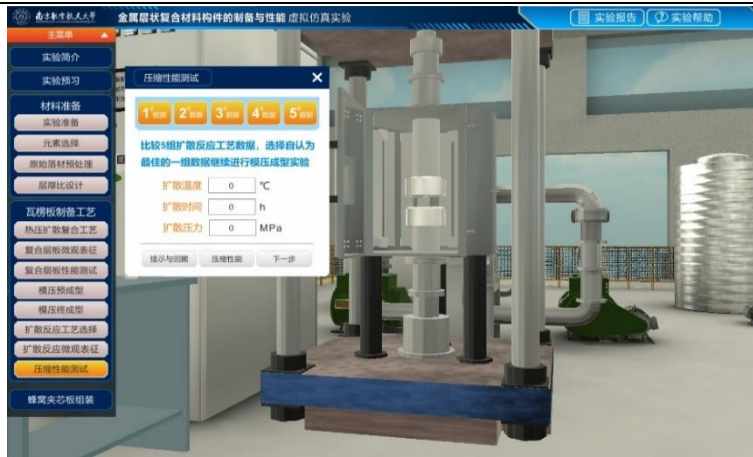 南京航空航天大学
金属层状复合材料构件的制备与性能 虚拟仿真实验
实验报告
实验帮助
主菜单
实验简介
实验预习
材料准备
实验准备
元素选择
原始箔材预处理
层厚比设计
瓦楞板制备工艺
热压扩散复合工艺
复合层板微观表征
复合层板性能测试
模压预成型
模压终成型
扩散反应工艺选择
扩散反应微观表征
压缩性能测试
蜂窝夹芯板组装
压缩性能测试
1#数据 2#数据 3#数据 4#数据 5#数据
比较5组扩散反应工艺数据，选择自认为
最佳的一组数据继续进行模压成型实验
扩散温度 0 ℃
扩散时间 0 h
扩散压力 0 MPa
提示与回顾 压缩性能 下一步